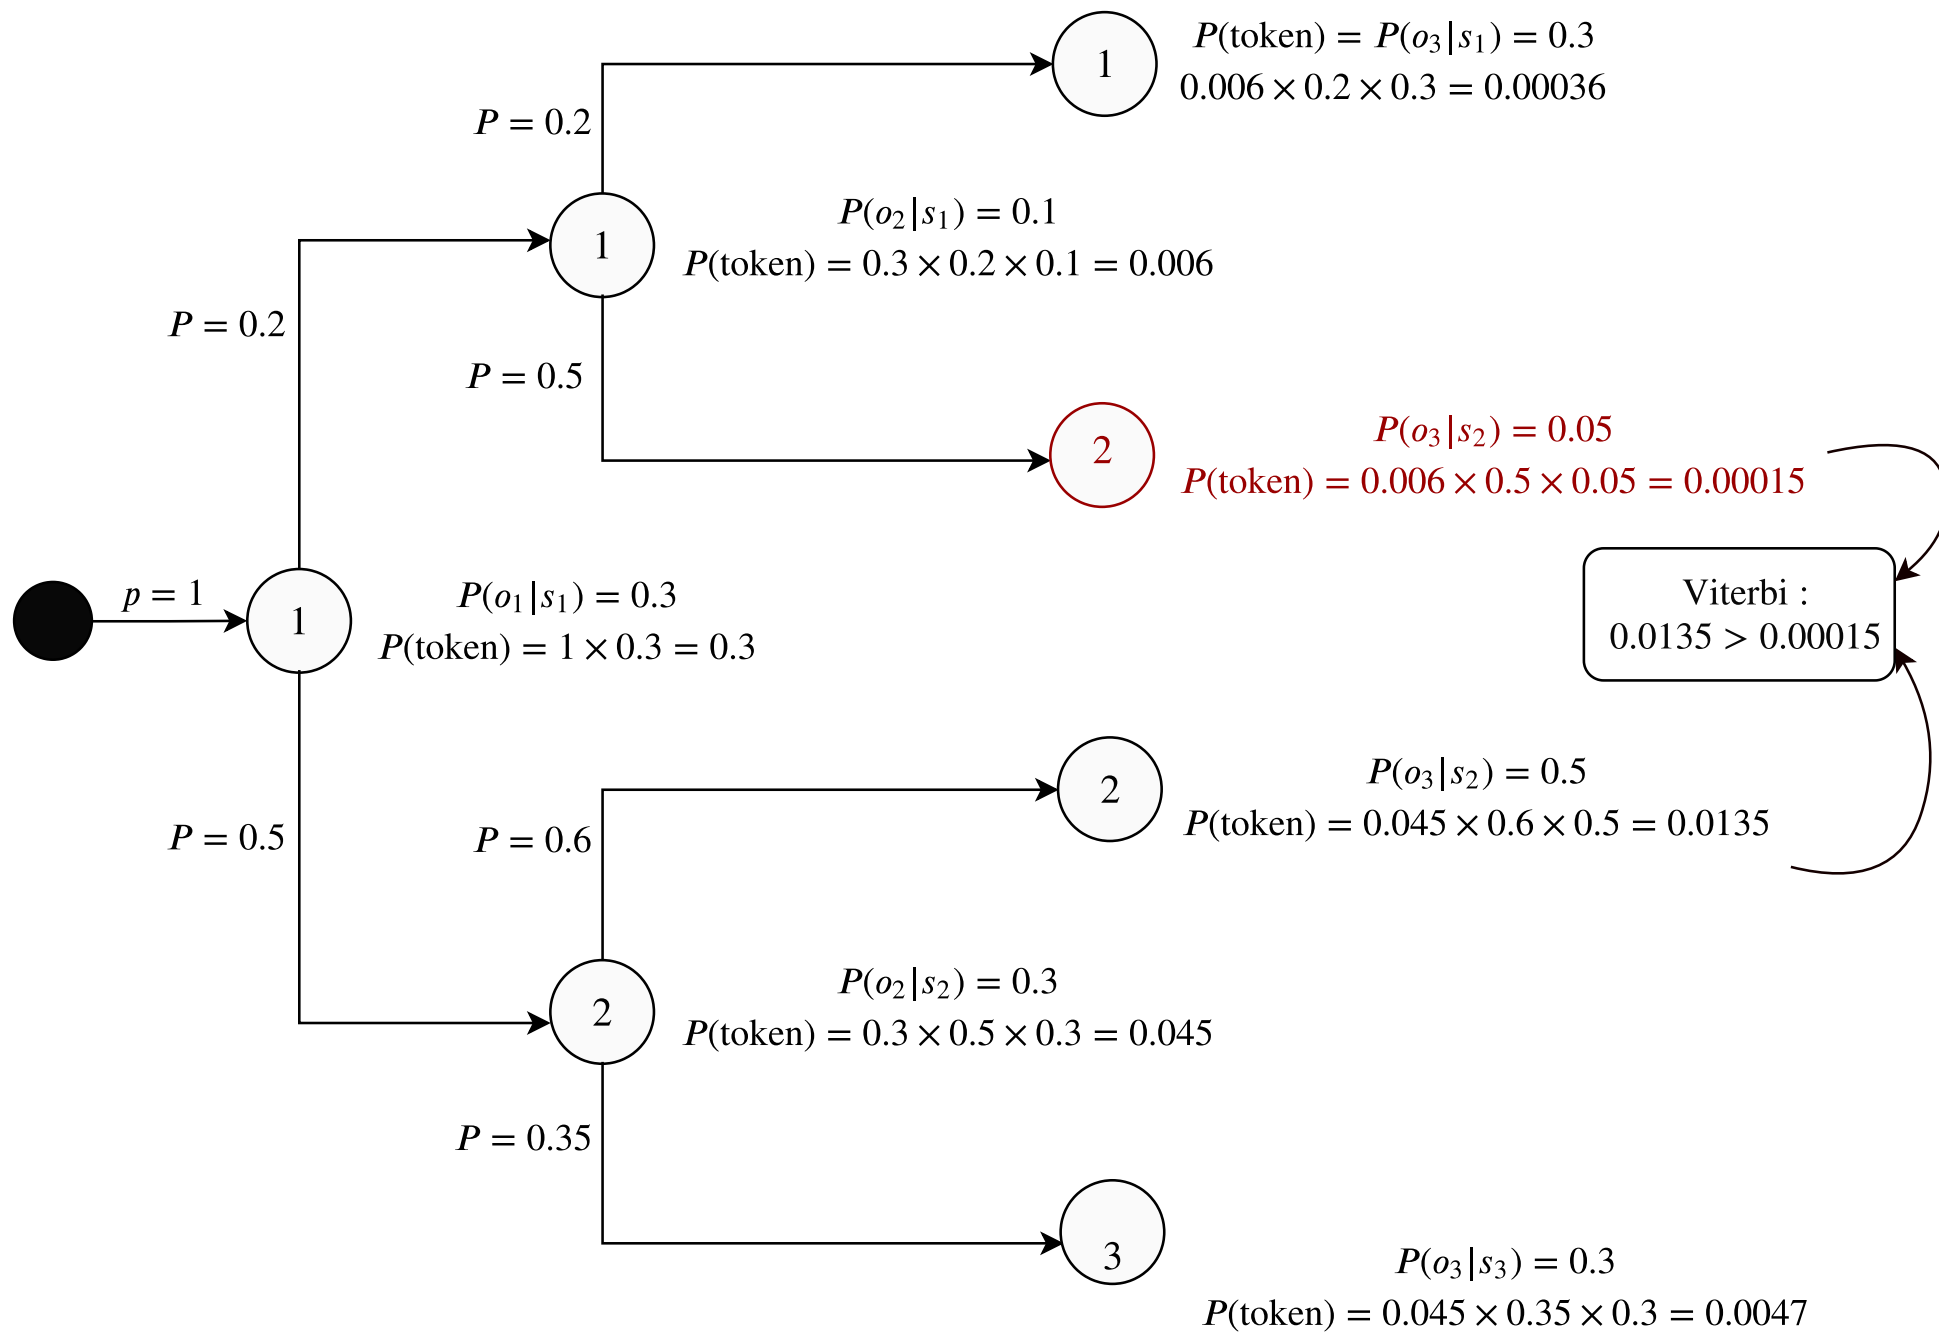 1
P(token) = P(o₃|s₁) = 0.3
0.006 × 0.2 × 0.3 = 0.00036
P = 0.2
1
P(o₂|s₁) = 0.1
P(token) = 0.3 × 0.2 × 0.1 = 0.006
P = 0.2
P = 0.5
2
P(o₃|s₂) = 0.05
P(token) = 0.006 × 0.5 × 0.05 = 0.00015
p = 1
1
P(o₁|s₁) = 0.3
P(token) = 1 × 0.3 = 0.3
Viterbi :
0.0135 > 0.00015
2
P(o₃|s₂) = 0.5
P(token) = 0.045 × 0.6 × 0.5 = 0.0135
P = 0.5
P = 0.6
2
P(o₂|s₂) = 0.3
P(token) = 0.3 × 0.5 × 0.3 = 0.045
P = 0.35
3
P(o₃|s₃) = 0.3
P(token) = 0.045 × 0.35 × 0.3 = 0.0047